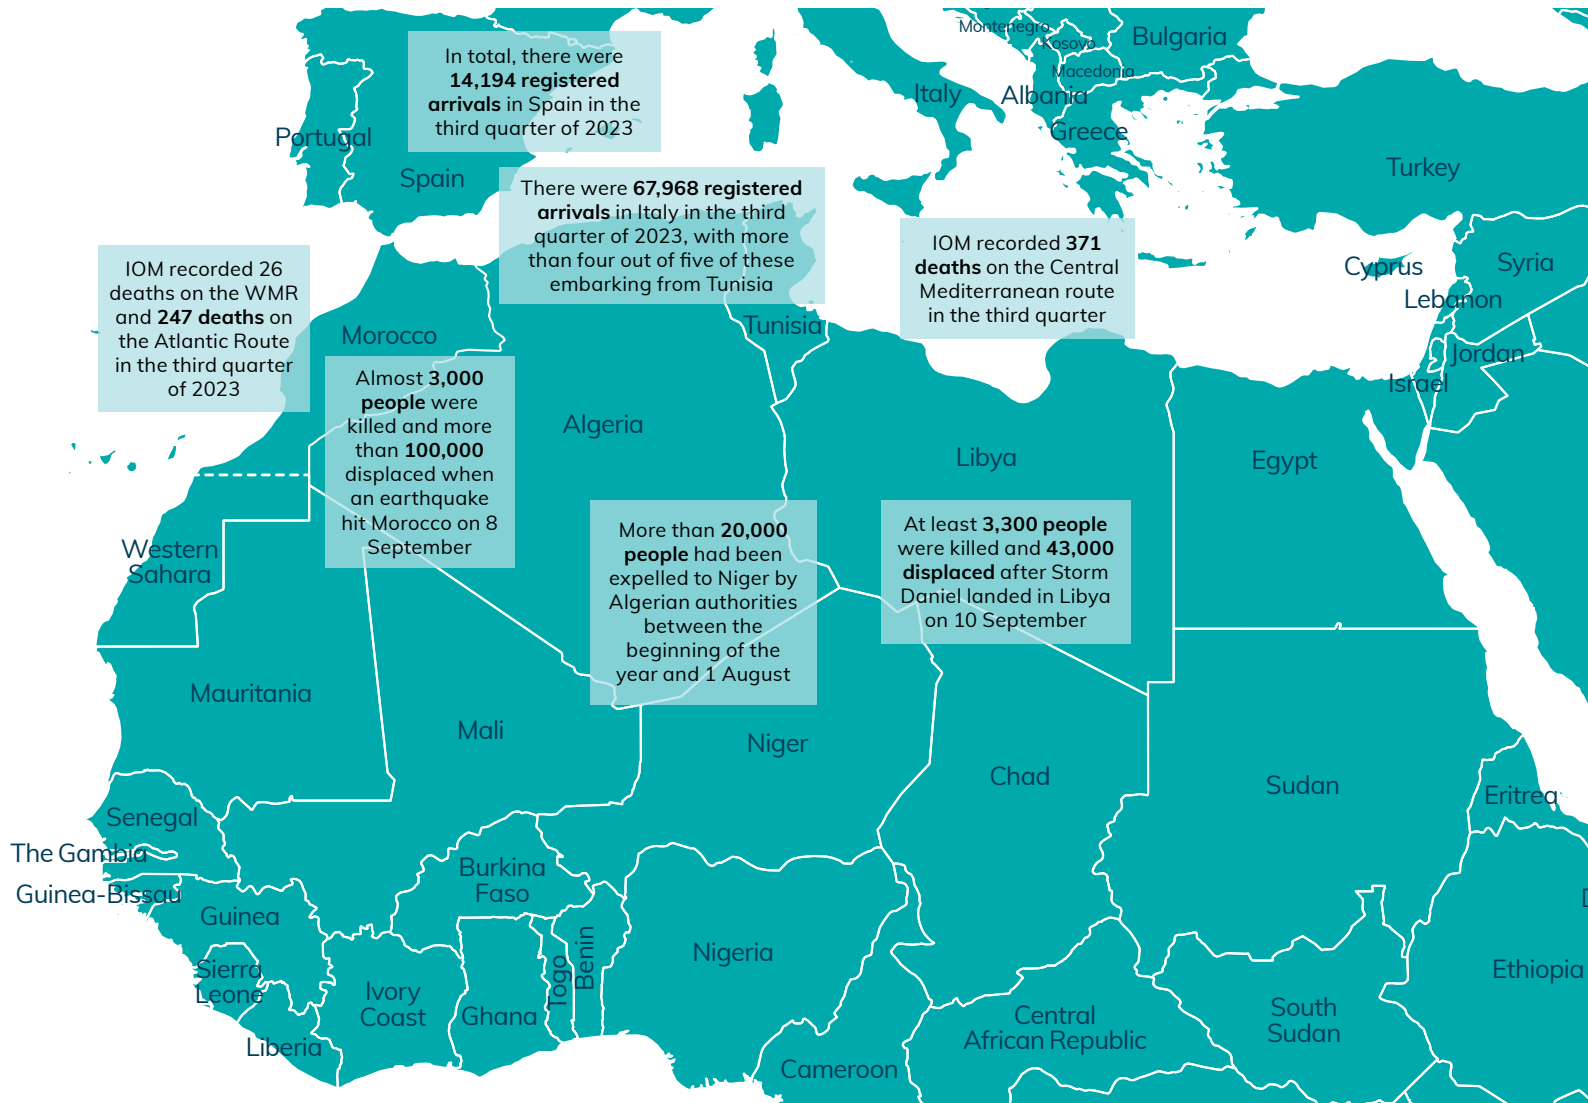 Montenegro
Kosovo
Bulgaria
Macedonia
Italy
Albania
Greece
Turkey
Portugal
Spain
In total, there were
14,194 registered
arrivals in Spain in the
third quarter of 2023
There were 67,968 registered
arrivals in Italy in the third
quarter of 2023, with more
than four out of five of these
embarking from Tunisia
IOM recorded 371
deaths on the Central
Mediterranean route
in the third quarter
Cyprus
Syria
Lebanon
Jordan
Israel
IOM recorded 26
deaths on the WMR
and 247 deaths on
the Atlantic Route
in the third quarter
of 2023
Morocco
Tunisia
Almost 3,000
people were
killed and more
than 100,000
displaced when
an earthquake
hit Morocco on 8
September
Algeria
Libya
Egypt
More than 20,000
people had been
expelled to Niger by
Algerian authorities
between the
beginning of the
year and 1 August
At least 3,300 people
were killed and 43,000
displaced after Storm
Daniel landed in Libya
on 10 September
Western
Sahara
Mauritania
Mali
Niger
Chad
Sudan
Eritrea
Senegal
The Gambia
Guinea-Bissau
Guinea
Burkina
Faso
Sierra
Leone
Ivory
Coast
Ghana
Togo
Benin
Nigeria
Liberia
Cameroon
Central
African Republic
South
Sudan
Ethiopia